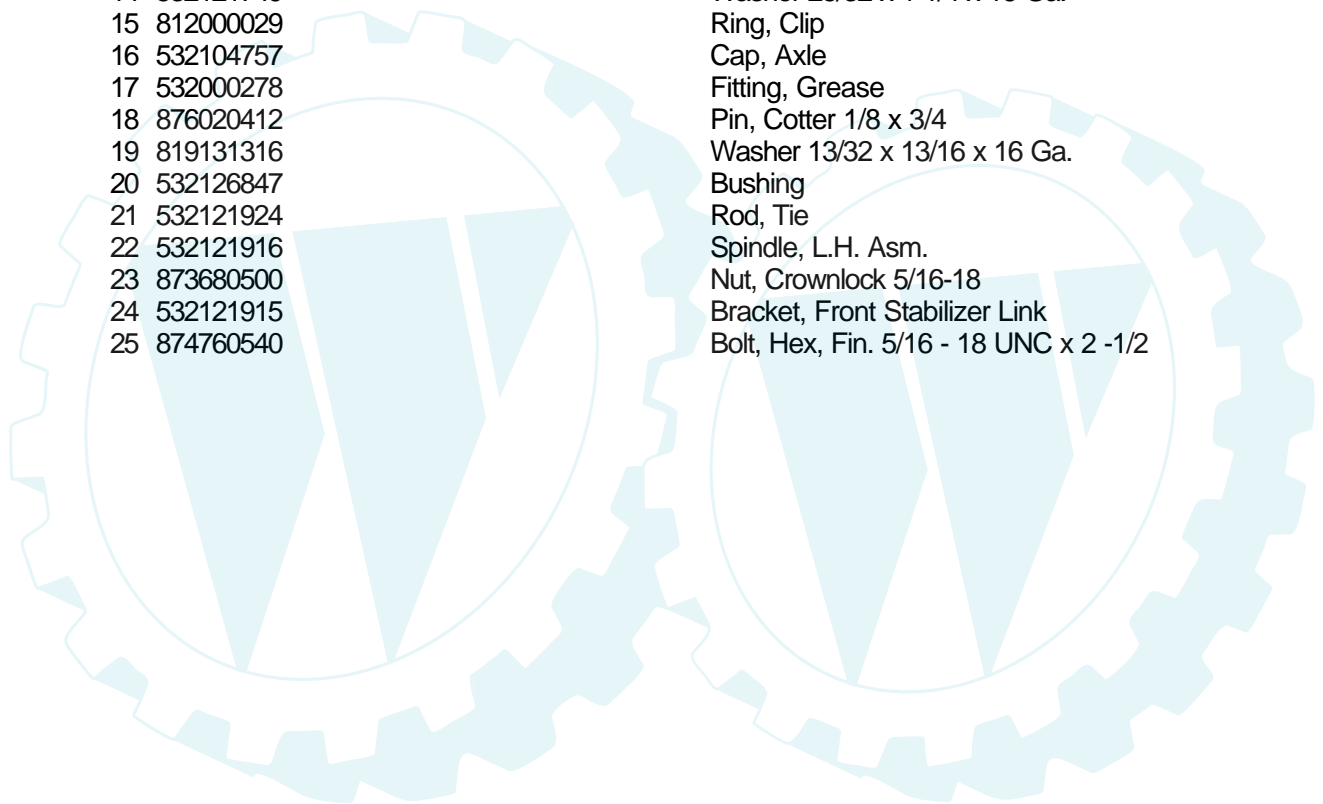 15 812000029 Ring, Clip
16 532104757 Cap, Axle
17 532000278 Fitting, Grease
18 876020412 Pin, Cotter 1/8 x 3/4
19 819131316 Washer 13/32 x 13/16 x 16 Ga.
20 532126847 Bushing
21 532121924 Rod, Tie
22 532121916 Spindle, L.H. Asm.
23 873680500 Nut, Crownlock 5/16-18
24 532121915 Bracket, Front Stabilizer Link
25 874760540 Bolt, Hex, Fin. 5/16 - 18 UNC x 2 -1/2